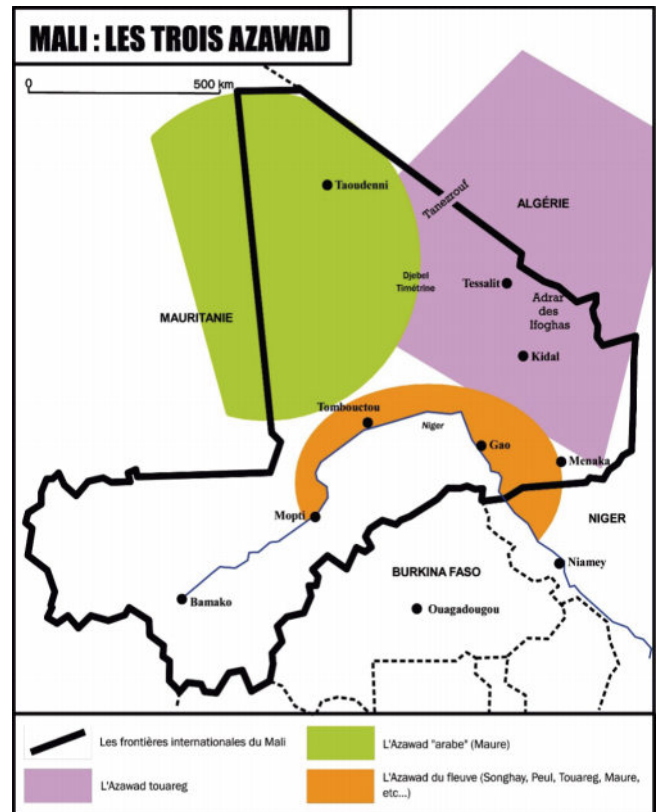 MALI : LES TROIS AZAWAD
0 500 km
Taoudenni
Tanezrouf
ALGÉRIE
Djebel
Timétrine
Tessalit
Adrar
des
Ifoghas
MAURITANIE
Kidal
Tombouctou
Niger
Gao
Menaka
Mopti
NIGER
Niamey
BURKINA FASO
Bamako
Ouagadougou
Les frontières internationales du Mali
L'Azawad "arabe" (Maure)
L'Azawad touareg
L'Azawad du fleuve (Songhay, Peul, Touareg, Maure,
etc...)